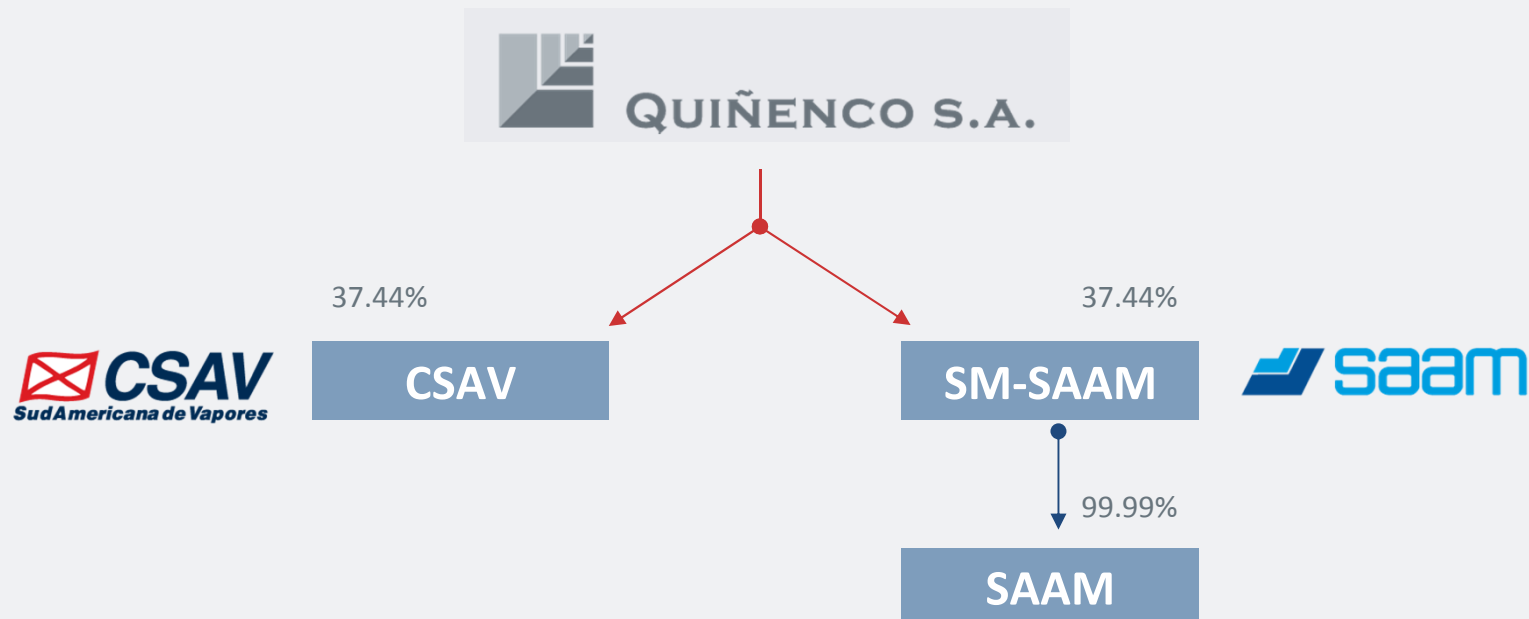 QUIÑENCO S.A.
37.44%
37.44%
CSAV
SudAmericana de Vapores
CSAV
SM-SAAM
saam
99.99%
SAAM